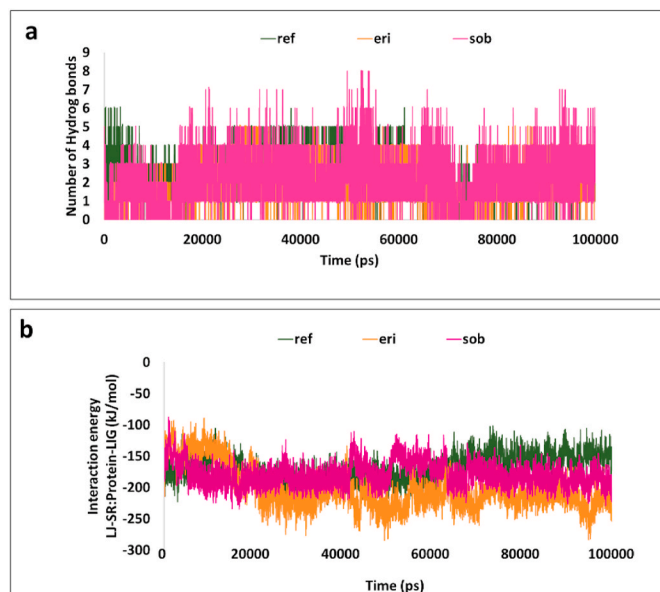 a
ref eri sob
Number of Hydrog bonds
9
8
7
6
5
4
3
2
1
0
0 20000 40000 60000 80000 100000
Time (ps)
b
ref eri sob
Interaction energy
LJ-SR:Protein-LIG (kJ/mol)
0
-50
-100
-150
-200
-250
-300
0 20000 40000 60000 80000 100000
Time (ps)